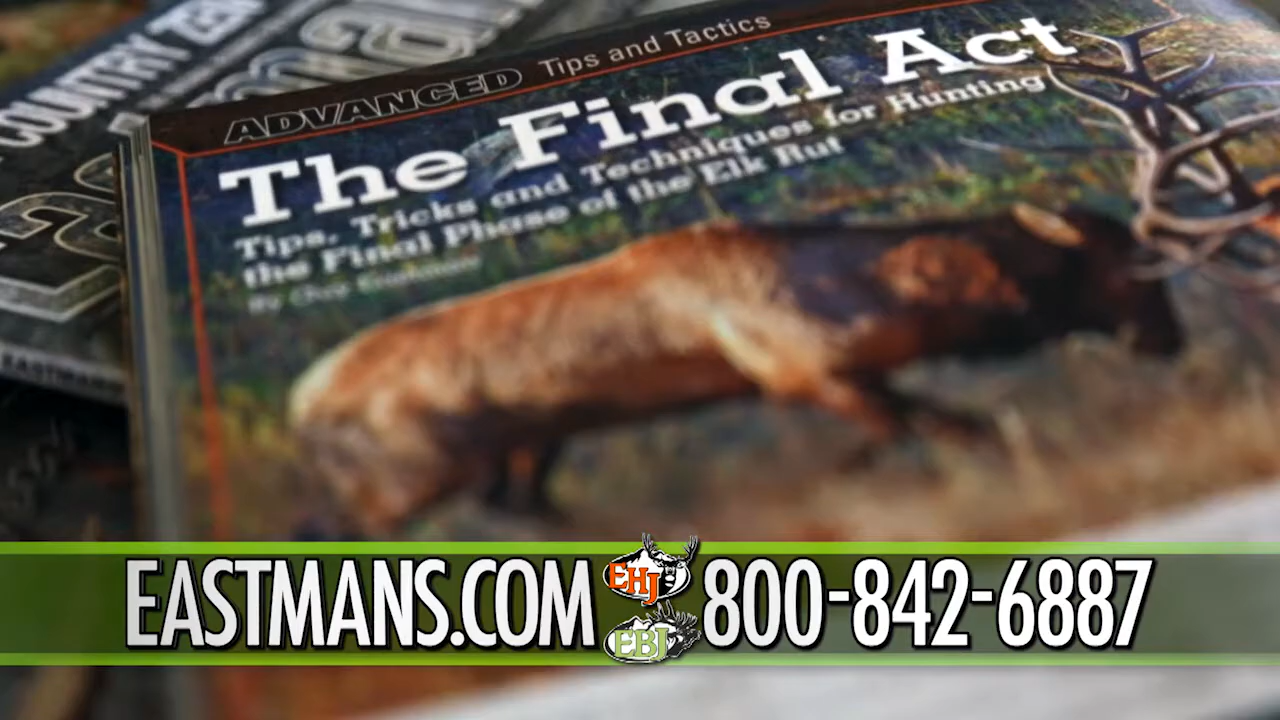 COUNTRY
ADVANCED Tips and Tactics
The Final Act
Tips, Tricks and Techniques for Hunting
the Final Phase of the Elk Rut
EASTMANS
EASTMANS.COM
EHJ
EBJ
800-842-6887